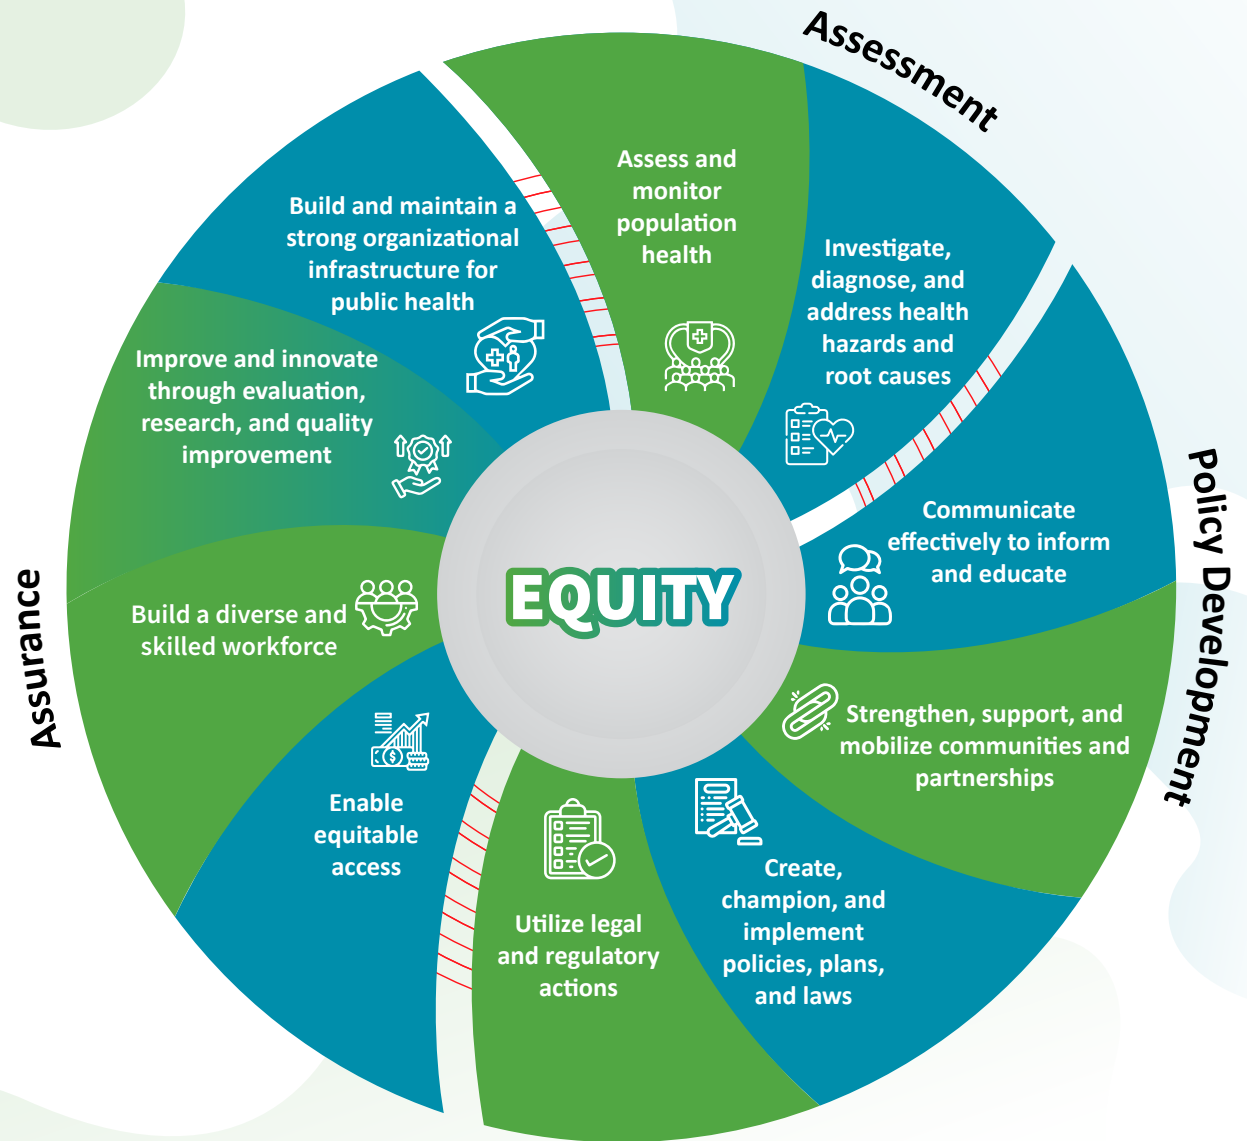 Assessment
Assess and
monitor
population
health
Investigate,
diagnose, and
address health
hazards and
root causes
Policy Development
Communicate
effectively to inform
and educate
Strengthen, support, and
mobilize communities and
partnerships
Create,
champion, and
implement
policies, plans,
and laws
Utilize legal
and regulatory
actions
Assurance
Enable
equitable
access
Build a diverse and
skilled workforce
Improve and innovate
through evaluation,
research, and quality
improvement
Build and maintain a
strong organizational
infrastructure for
public health
EQUITY